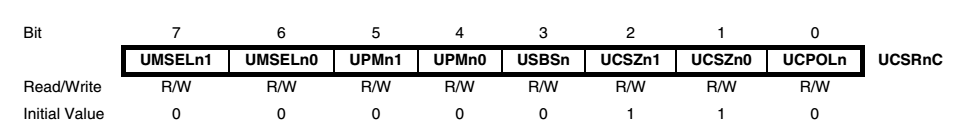 Bit 7 6 5 4 3 2 1 0
UMSELn1 UMSELn0 UPMn1 UPMn0 USBSn UCSZn1 UCSZn0 UCPOLn UCSRnC
Read/Write R/W R/W R/W R/W R/W R/W R/W R/W
Initial Value 0 0 0 0 0 1 1 0